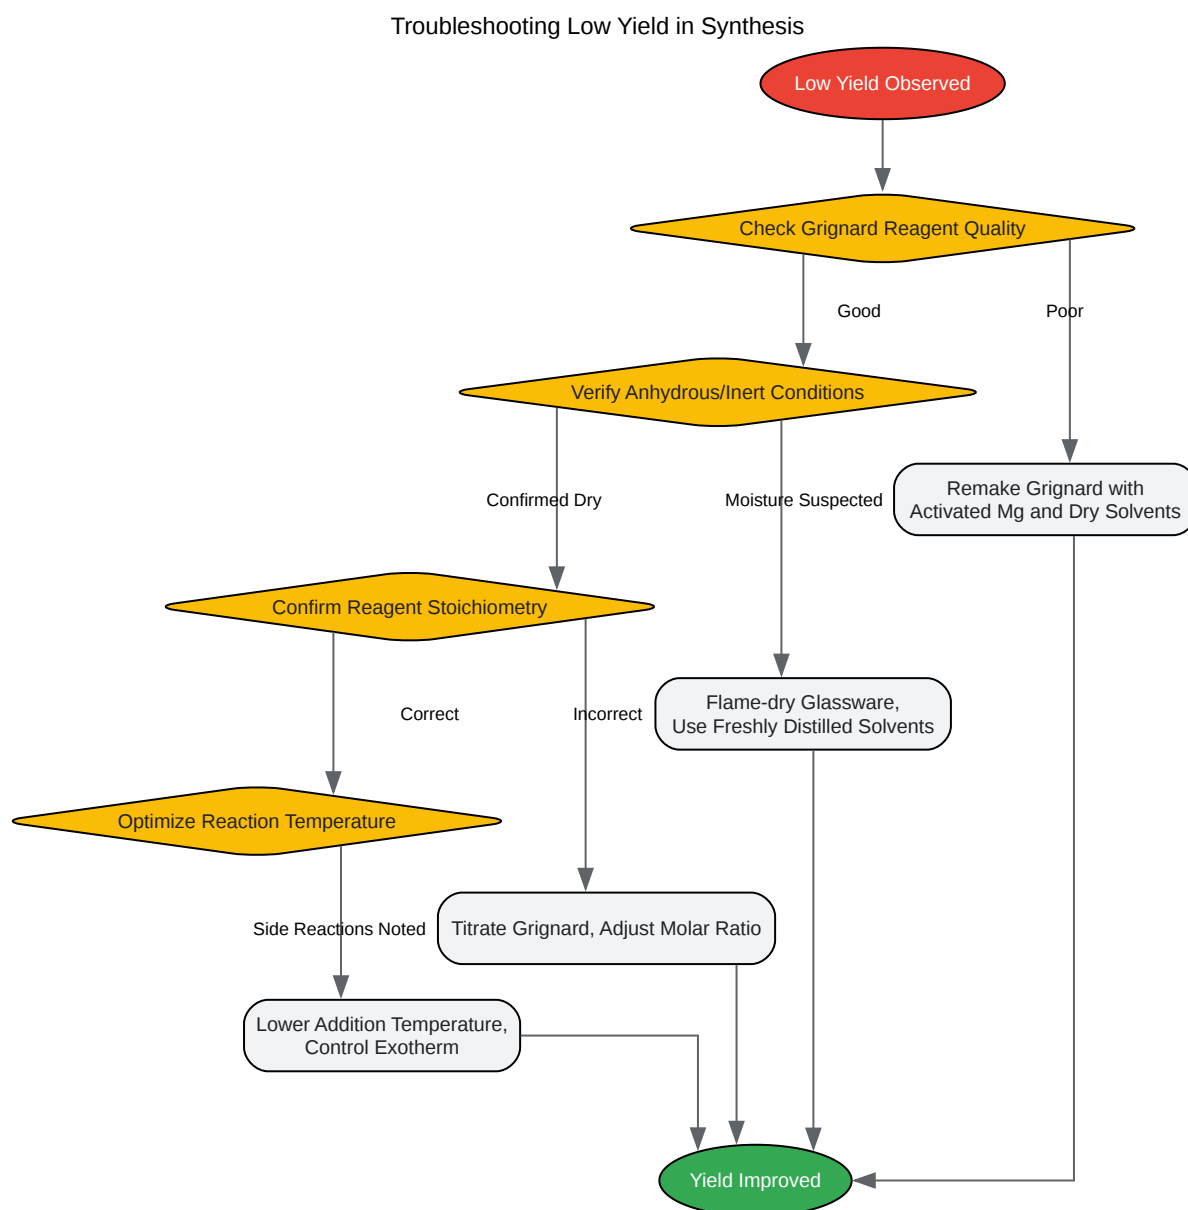 Troubleshooting Low Yield in Synthesis
Low Yield Observed
Check Grignard Reagent Quality
Good
Poor
Verify Anhydrous/Inert Conditions
Confirmed Dry
Moisture Suspected
Remake Grignard with
Activated Mg and Dry Solvents
Confirm Reagent Stoichiometry
Correct
Incorrect
Flame-dry Glassware,
Use Freshly Distilled Solvents
Optimize Reaction Temperature
Side Reactions Noted
Titrate Grignard, Adjust Molar Ratio
Lower Addition Temperature,
Control Exotherm
Yield Improved